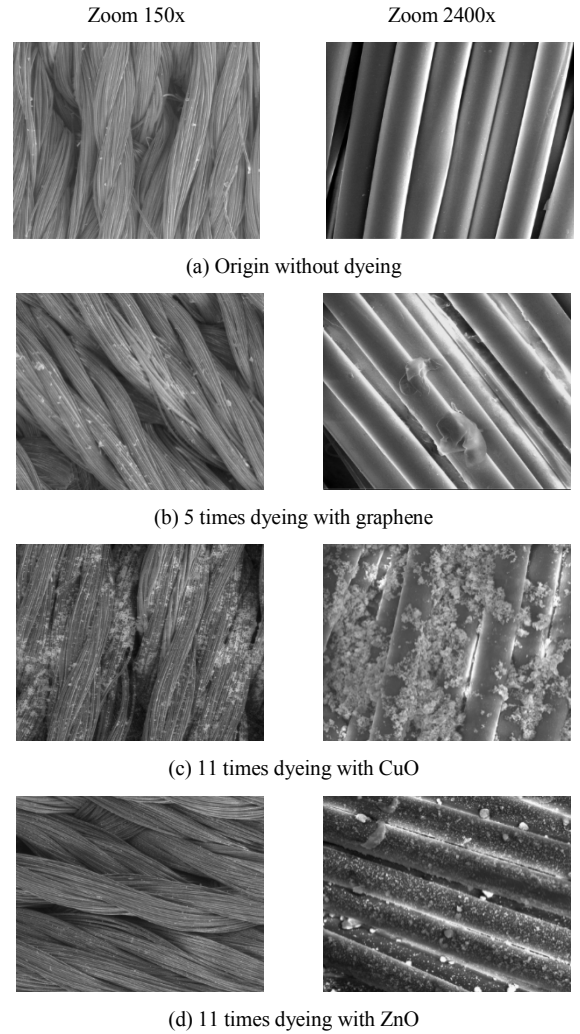 Zoom 150x Zoom 2400x
(a) Origin without dyeing
(b) 5 times dyeing with graphene
(c) 11 times dyeing with CuO
(d) 11 times dyeing with ZnO